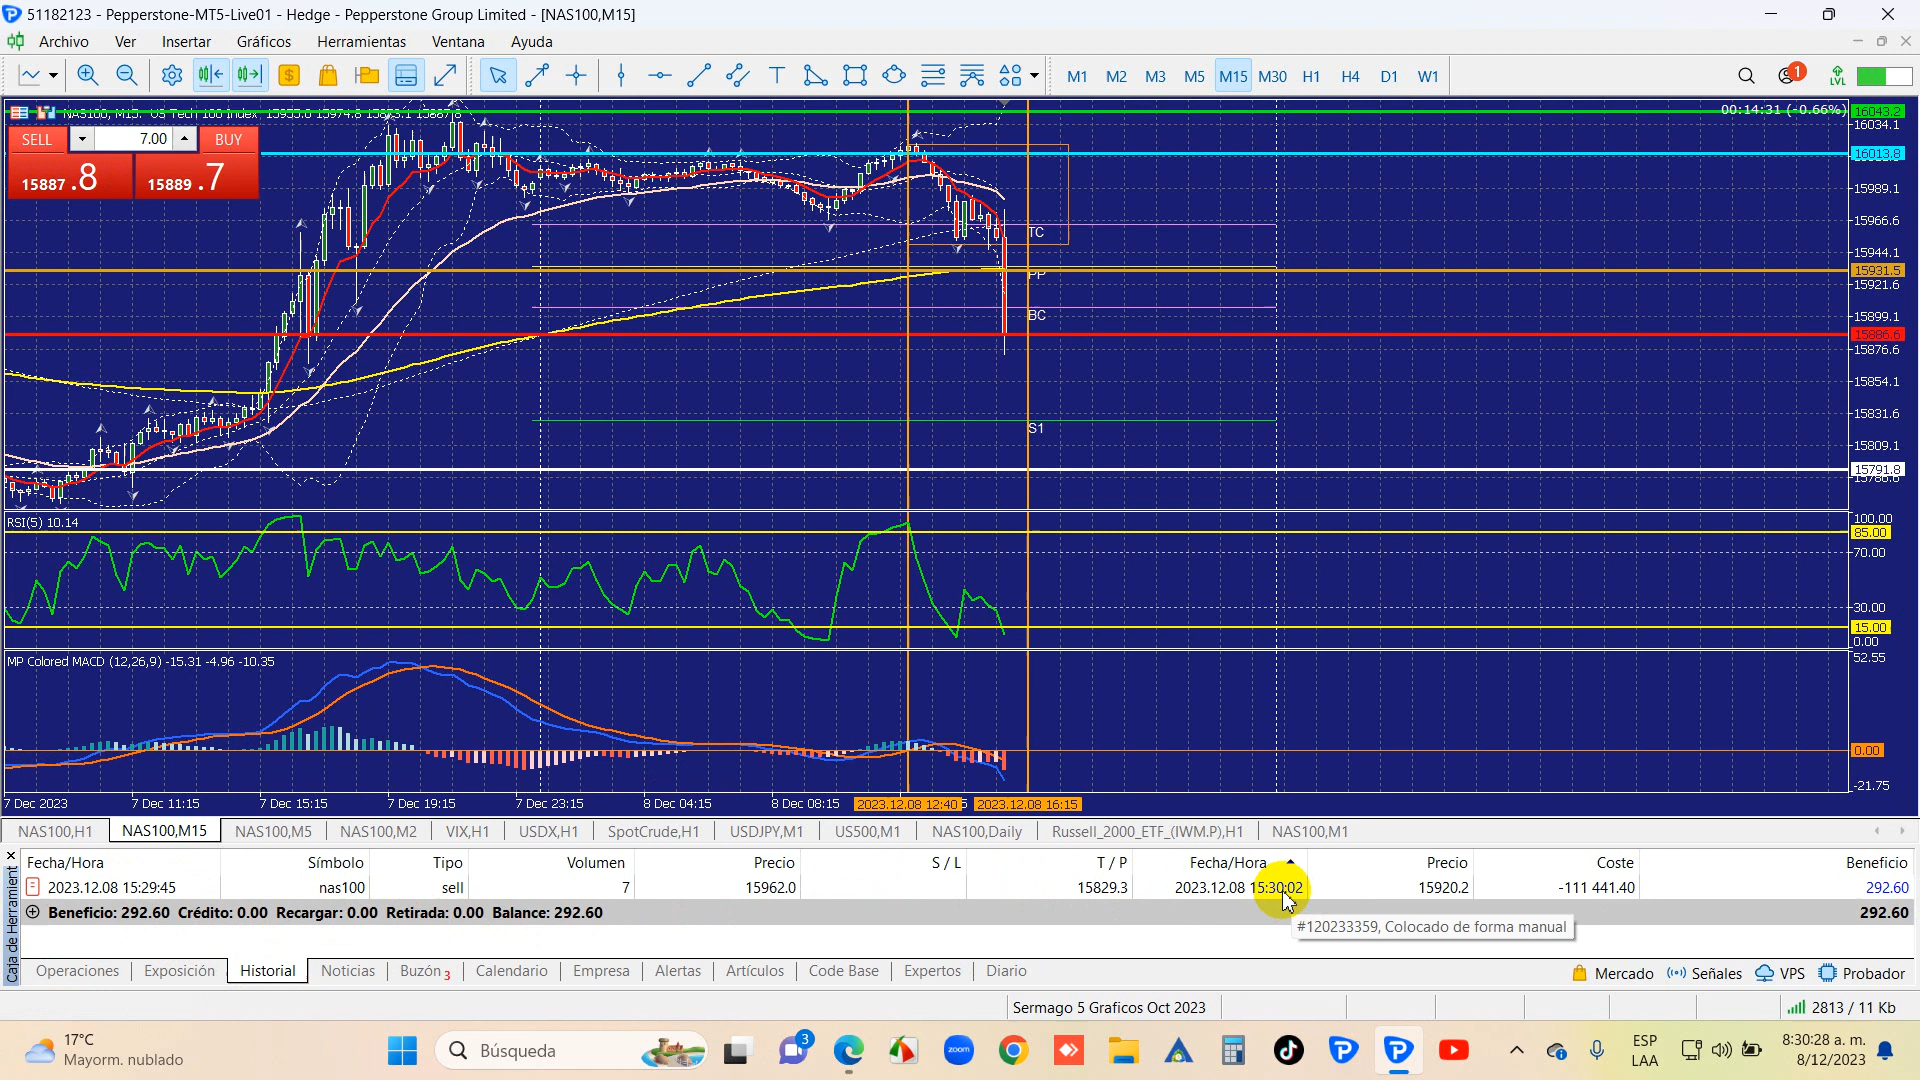 51182123 - Pepperstone-MT5-Live01 - Hedge - Pepperstone Group Limited - [NAS100,M15]
Archivo Ver Insertar Gráficos Herramientas Ventana Ayuda
M1 M2 M3 M5 M15 M30 H1 H4 D1 W1
1
LVL
NAS100, M15: US Tech 100 Index
00:14:31 (-0.66%)
SELL 7.00 BUY
15887.8 15889.7
16043.2
16034.1
16013.8
15989.1
15966.6
15944.1
15931.5
15921.6
15899.1
15886.6
15876.6
15854.1
15831.6
15809.1
15791.8
15786.6
TC
PP
BC
S1
RSI(5) 10.14
100.00
85.00
70.00
30.00
15.00
0.00
MP Colored MACD (12,26,9) -15.31 -4.96 -10.35
52.55
0.00
-21.75
7 Dec 2023 7 Dec 11:15 7 Dec 15:15 7 Dec 19:15 7 Dec 23:15 8 Dec 04:15 8 Dec 08:15 2023.12.08 12:40 2023.12.08 16:15
NAS100,H1 NAS100,M15 NAS100,M5 NAS100,M2 VIX,H1 USDX,H1 SpotCrude,H1 USDJPY,M1 US500,M1 NAS100,Daily Russell_2000_ETF_(IWM.P),H1 NAS100,M1
Caja de Herramient
Fecha/Hora Símbolo Tipo Volumen Precio S / L T / P Fecha/Hora Precio Coste Beneficio
2023.12.08 15:29:45 nas100 sell 7 15962.0 15829.3 2023.12.08 15:30:02 15920.2 -111 441.40 292.60
Beneficio: 292.60 Crédito: 0.00 Recargar: 0.00 Retirada: 0.00 Balance: 292.60 292.60
#120233359, Colocado de forma manual
Operaciones Exposición Historial Noticias Buzón 3 Calendario Empresa Alertas Artículos Code Base Expertos Diario Mercado Señales VPS Probador
Sermago 5 Graficos Oct 2023 2813 / 11 Kb
17°C
Mayorm. nublado
Búsqueda
3
zoom
ESP
LAA
8:30:28 a. m.
8/12/2023